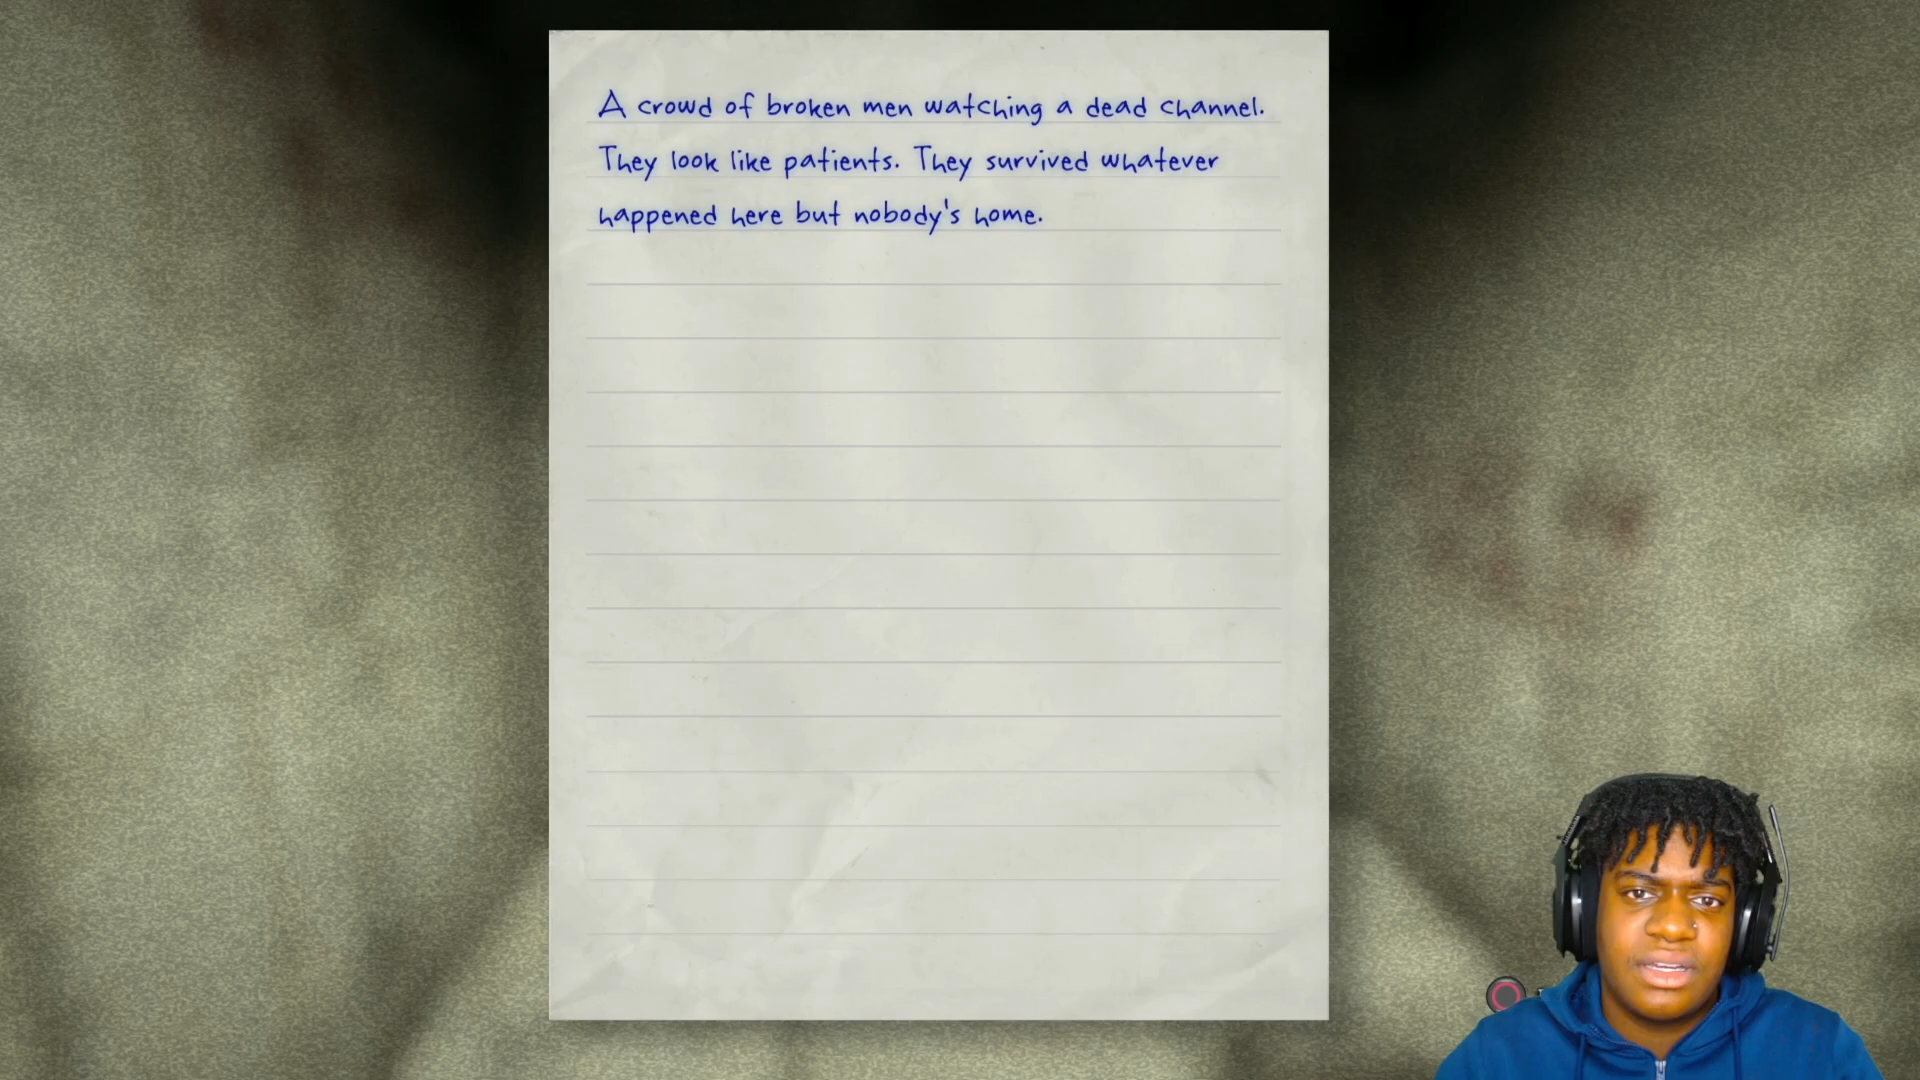 A crowd of broken men watching a dead channel.
They look like patients. They survived whatever
happened here but nobody's home.